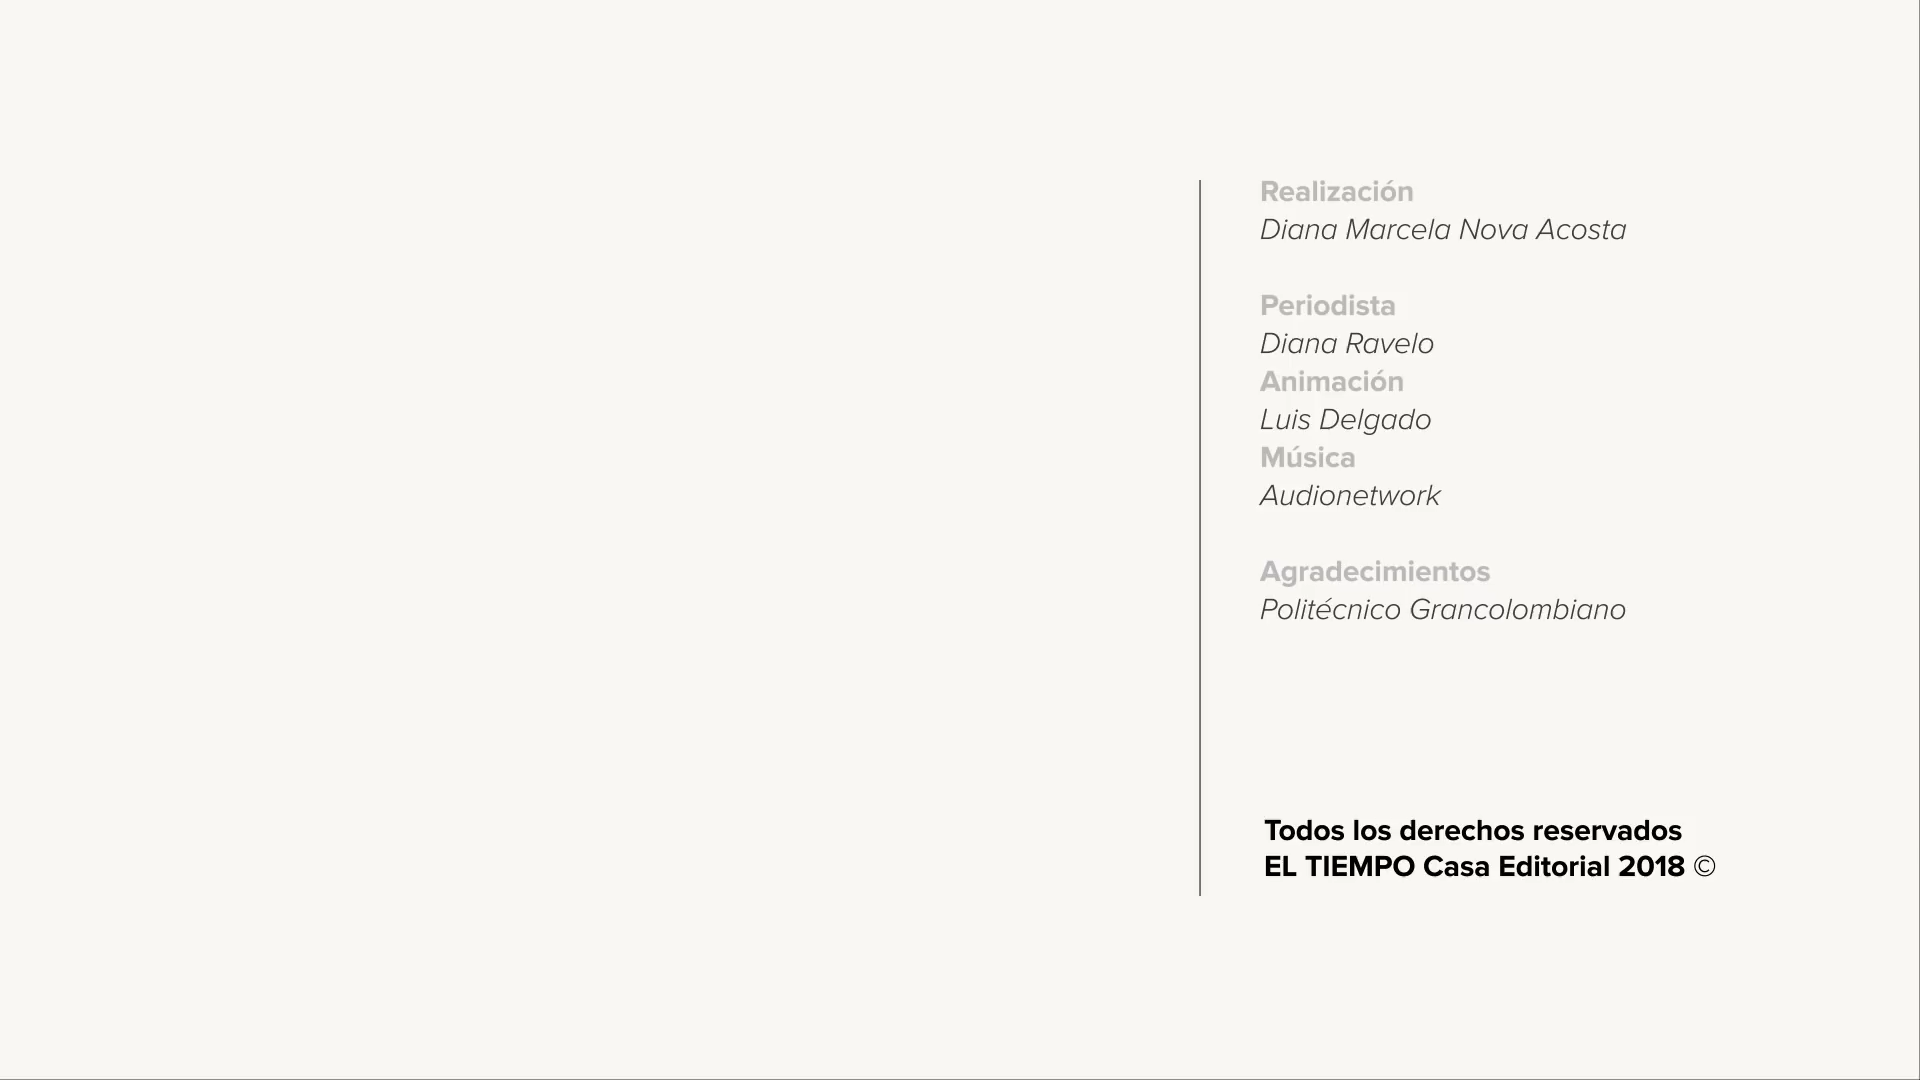 Realización
Diana Marcela Nova Acosta
Periodista
Diana Ravelo
Animación
Luis Delgado
Música
Audionetwork
Agradecimientos
Politécnico Grancolombiano
Todos los derechos reservados
EL TIEMPO Casa Editorial 2018 ©